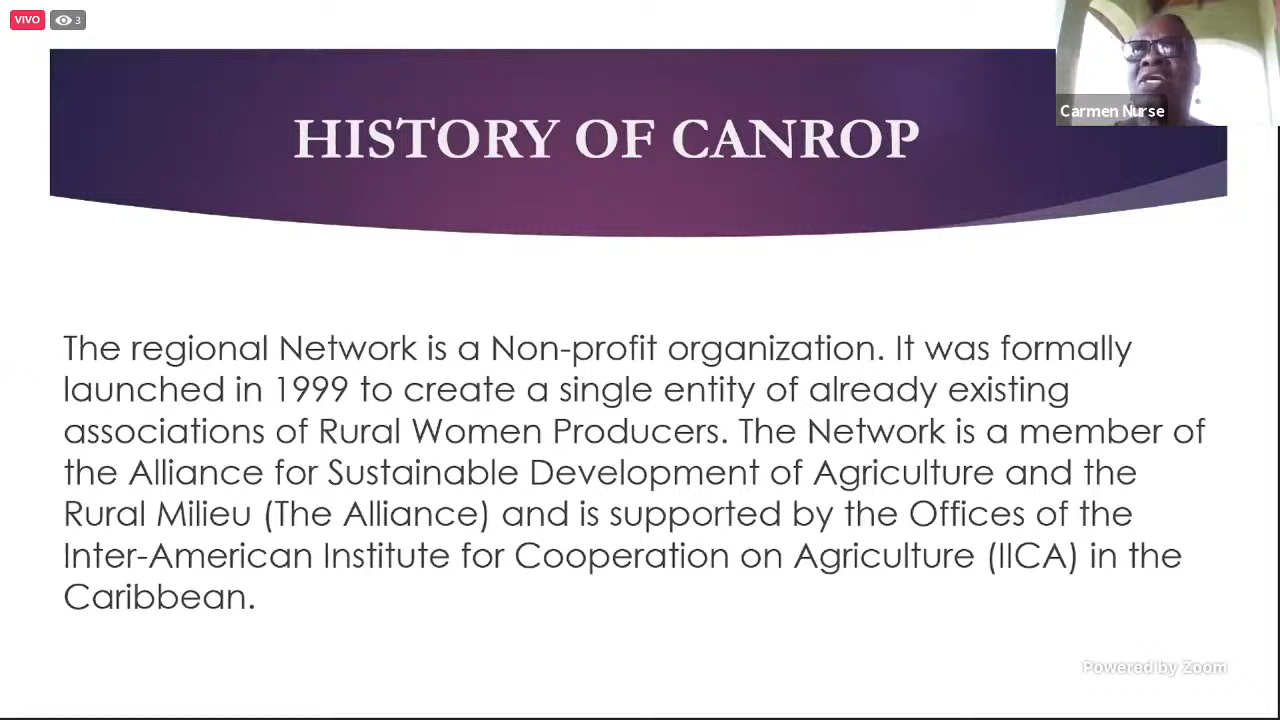 VIVO
3
Carmen Nurse
HISTORY OF CANROP
The regional Network is a Non-profit organization. It was formally
launched in 1999 to create a single entity of already existing
associations of Rural Women Producers. The Network is a member of
the Alliance for Sustainable Development of Agriculture and the
Rural Milieu (The Alliance) and is supported by the Offices of the
Inter-American Institute for Cooperation on Agriculture (IICA) in the
Caribbean.
Powered by Zoom